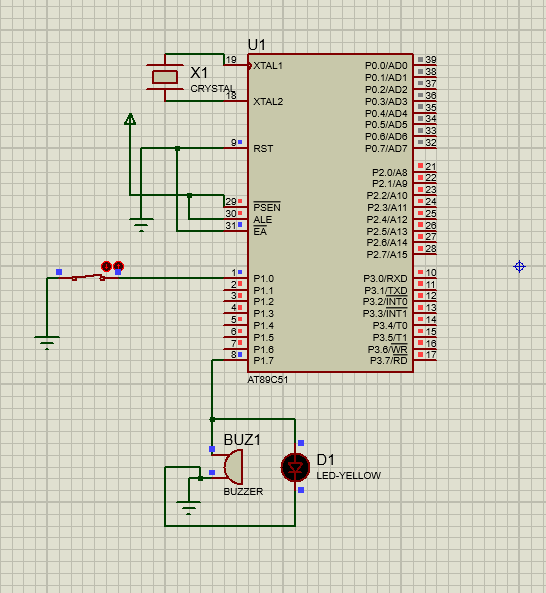 U1
19 XTAL1 P0.0/AD0 39
P0.1/AD1 38
X1 P0.2/AD2 37
CRYSTAL
18 XTAL2 P0.3/AD3 36
P0.4/AD4 35
P0.5/AD5 34
P0.6/AD6 33
9 RST P0.7/AD7 32
P2.0/A8 21
P2.1/A9 22
P2.2/A10 23
29 PSEN P2.3/A11 24
30 ALE P2.4/A12 25
31 EA P2.5/A13 26
P2.6/A14 27
P2.7/A15 28
1 P1.0 P3.0/RXD 10
2 P1.1 P3.1/TXD 11
3 P1.2 P3.2/INT0 12
4 P1.3 P3.3/INT1 13
5 P1.4 P3.4/T0 14
6 P1.5 P3.5/T1 15
7 P1.6 P3.6/WR 16
8 P1.7 P3.7/RD 17
AT89C51
BUZ1
BUZZER
D1
LED-YELLOW